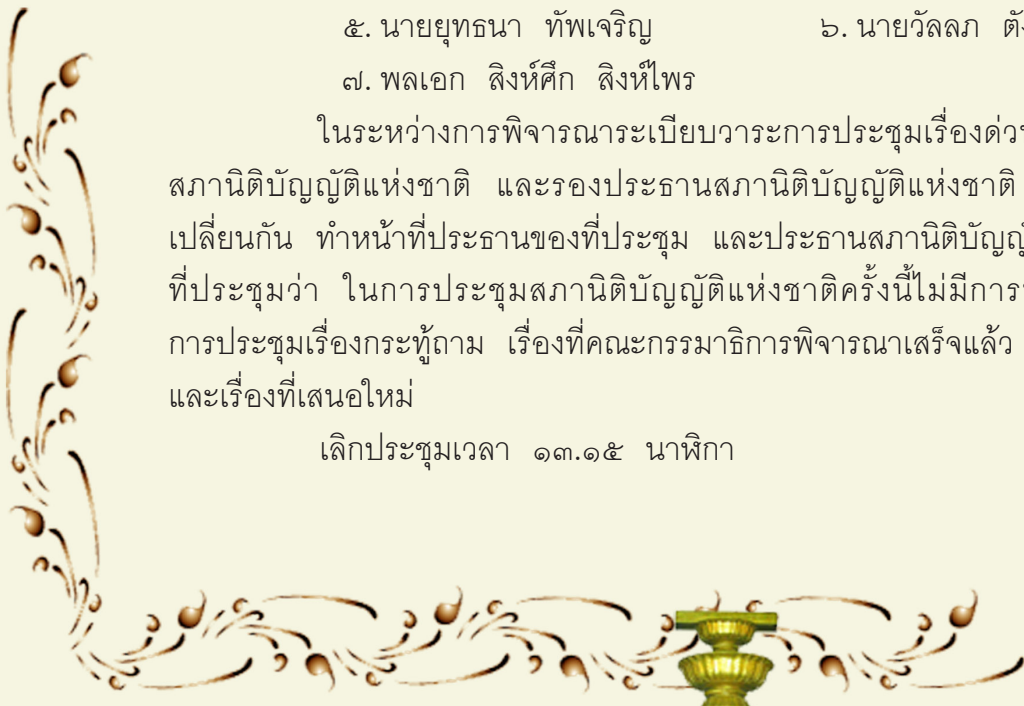 ๕. นายยุทธนา ทัพเจริญ ๖. นายวัลลภ
๗. พลเอก สิงห์ศึก สิงห์ไพร
ในระหว่างการพิจารณาระเบียบวาระการประชุมเรื่องด่วน
สภานิติบัญญัติแห่งชาติ และรองประธานสภานิติบัญญัติแห่งชาติ
เปลี่ยนกัน ทำหน้าที่ประธานของที่ประชุม และประธานสภานิติบัญญั
ที่ประชุมว่า ในการประชุมสภานิติบัญญัติแห่งชาติครั้งนี้ไม่มีการ
การประชุมเรื่องกระทู้ถาม เรื่องที่คณะกรรมาธิการพิจารณาเสร็จแล้ว
และเรื่องที่เสนอใหม่
เลิกประชุมเวลา ๑๓.๑๕ นาฬิกา